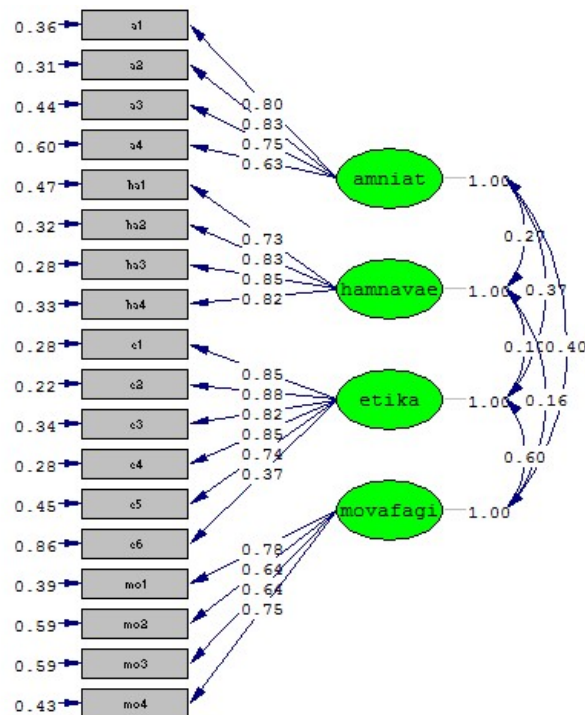 0.36 a1
0.31 a2
0.44 a3
0.60 a4
0.47 ha1
0.32 ha2
0.28 ha3
0.33 ha4
0.28 e1
0.22 e2
0.34 e3
0.28 e4
0.45 e5
0.86 e6
0.39 mo1
0.59 mo2
0.59 mo3
0.43 mo4
0.80
0.83
0.75
0.63
0.73
0.83
0.85
0.82
0.85
0.88
0.82
0.85
0.74
0.37
0.78
0.64
0.64
0.75
amniat 1.00
hamnavae 1.00
etika 1.00
movafagi 1.00
0.27
0.37
0.40
0.16
0.60